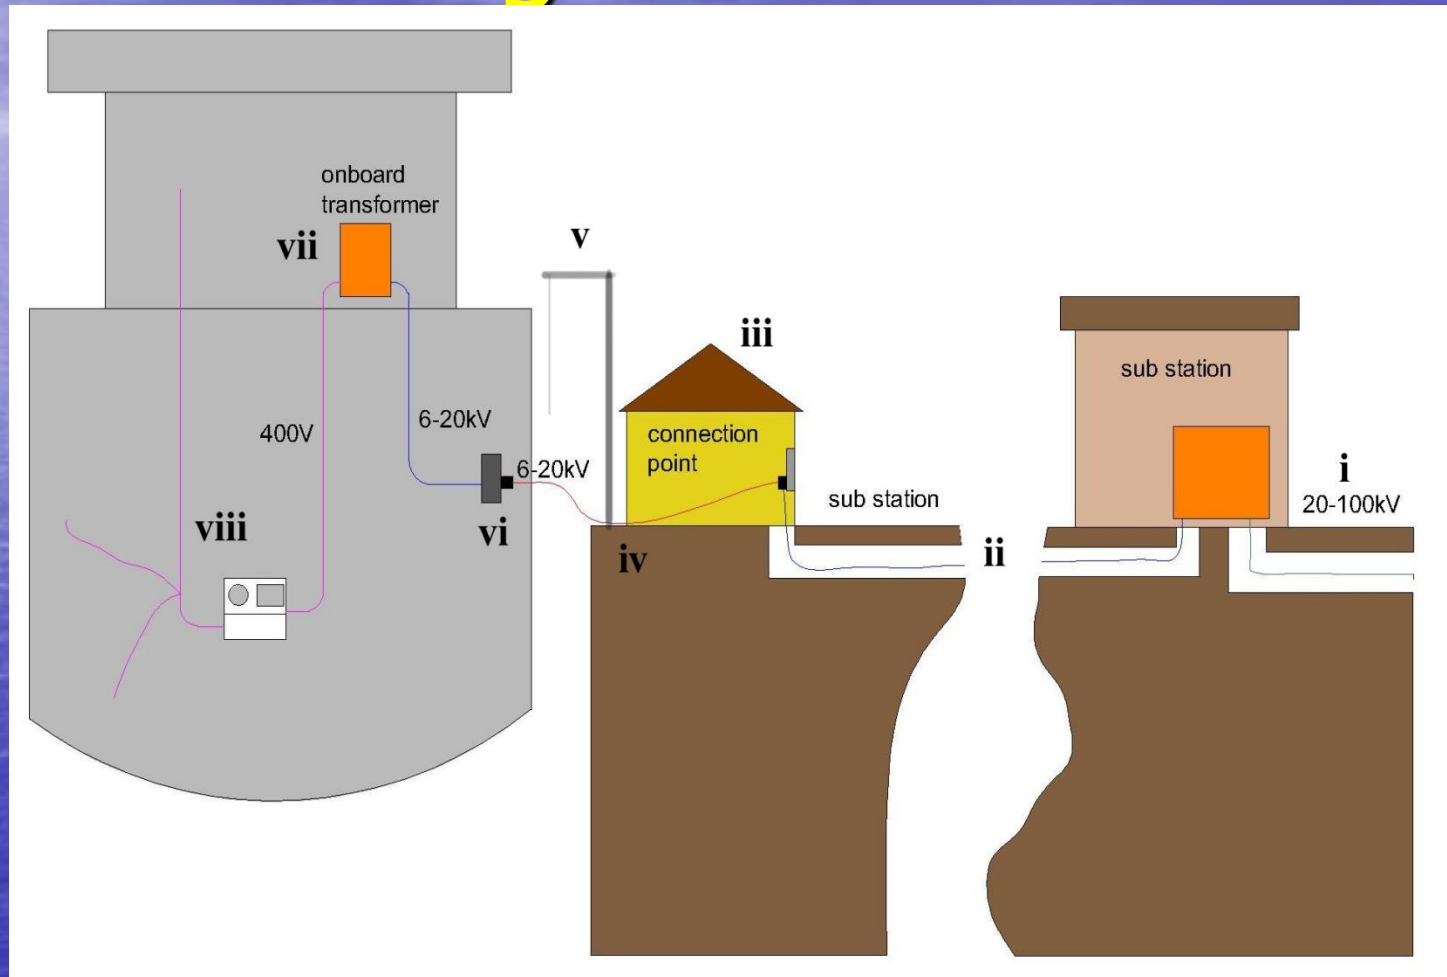 onboard
transformer
vii
v
iii
sub station
400V
6-20kV
connection
point
6-20kV
i
20-100kV
sub station
viii
vi
iv
ii